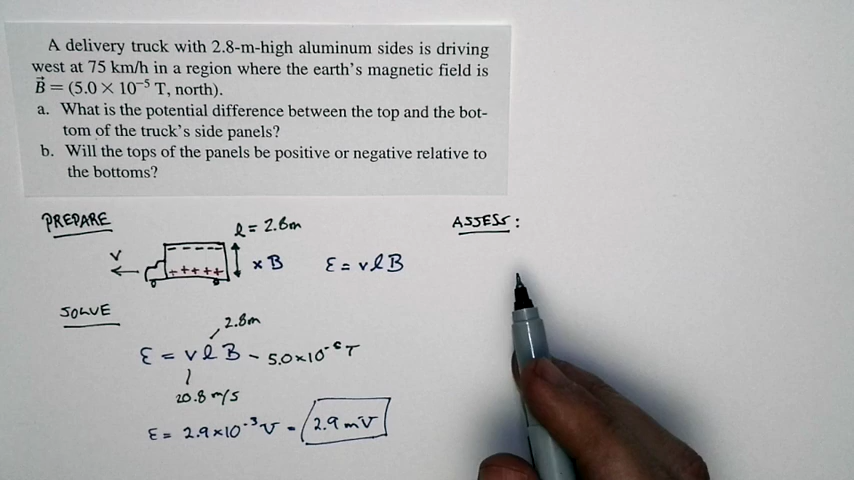 A delivery truck with 2.8-m-high aluminum sides is driving
west at 75 km/h in a region where the earth's magnetic field is
B⃗ = (5.0 × 10⁻⁵ T, north).
a. What is the potential difference between the top and the bot-
tom of the truck's side panels?
b. Will the tops of the panels be positive or negative relative to
the bottoms?
PREPARE
l = 2.8m
v
- - - - - -
+ + + + +
× B
ε = vlB
SOLVE
2.8m
ε = vlB - 5.0×10⁻⁵ T
20.8 m/s
ε = 2.9×10⁻³ V = 2.9 mV
ASSESS: